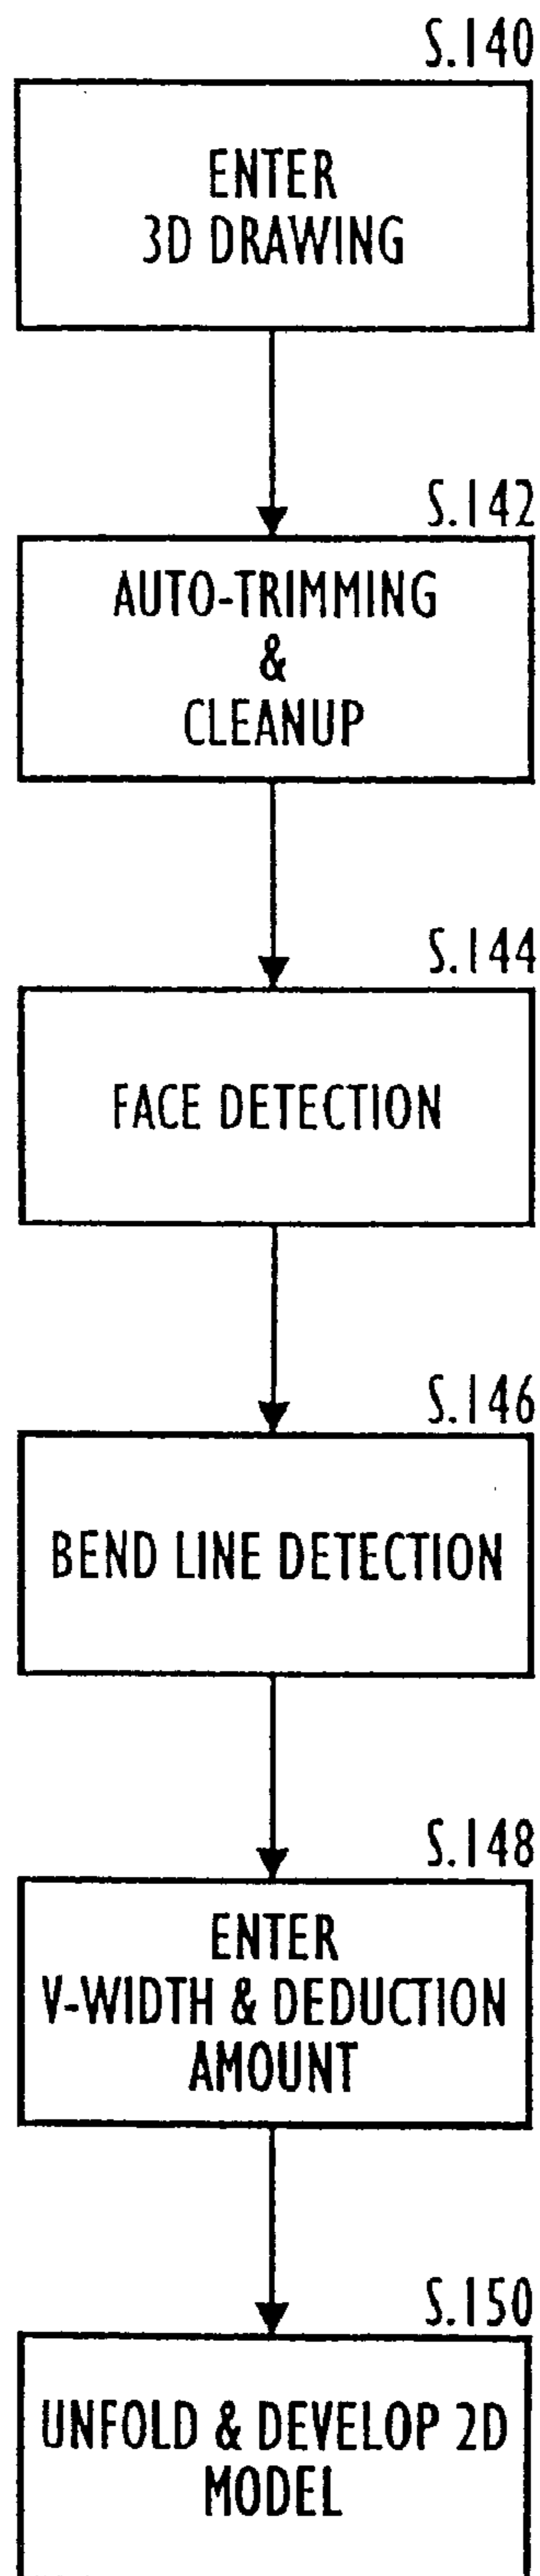 S.140
ENTER
3D DRAWING
S.142
AUTO-TRIMMING
&
CLEANUP
S.144
FACE DETECTION
S.146
BEND LINE DETECTION
S.148
ENTER
V-WIDTH & DEDUCTION
AMOUNT
S.150
UNFOLD & DEVELOP 2D
MODEL